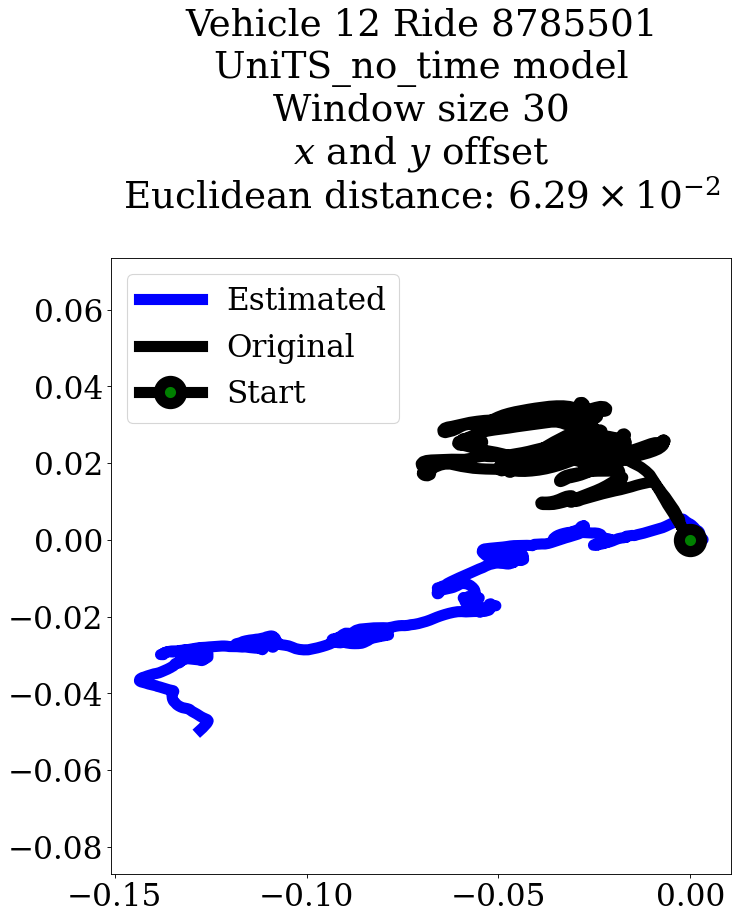 Vehicle 12 Ride 8785501
UniTS_no_time model
Window size 30
x and y offset
Euclidean distance: 6.29 × 10⁻²
Estimated
Original
Start
0.06
0.04
0.02
0.00
−0.02
−0.04
−0.06
−0.08
−0.15
−0.10
−0.05
0.00